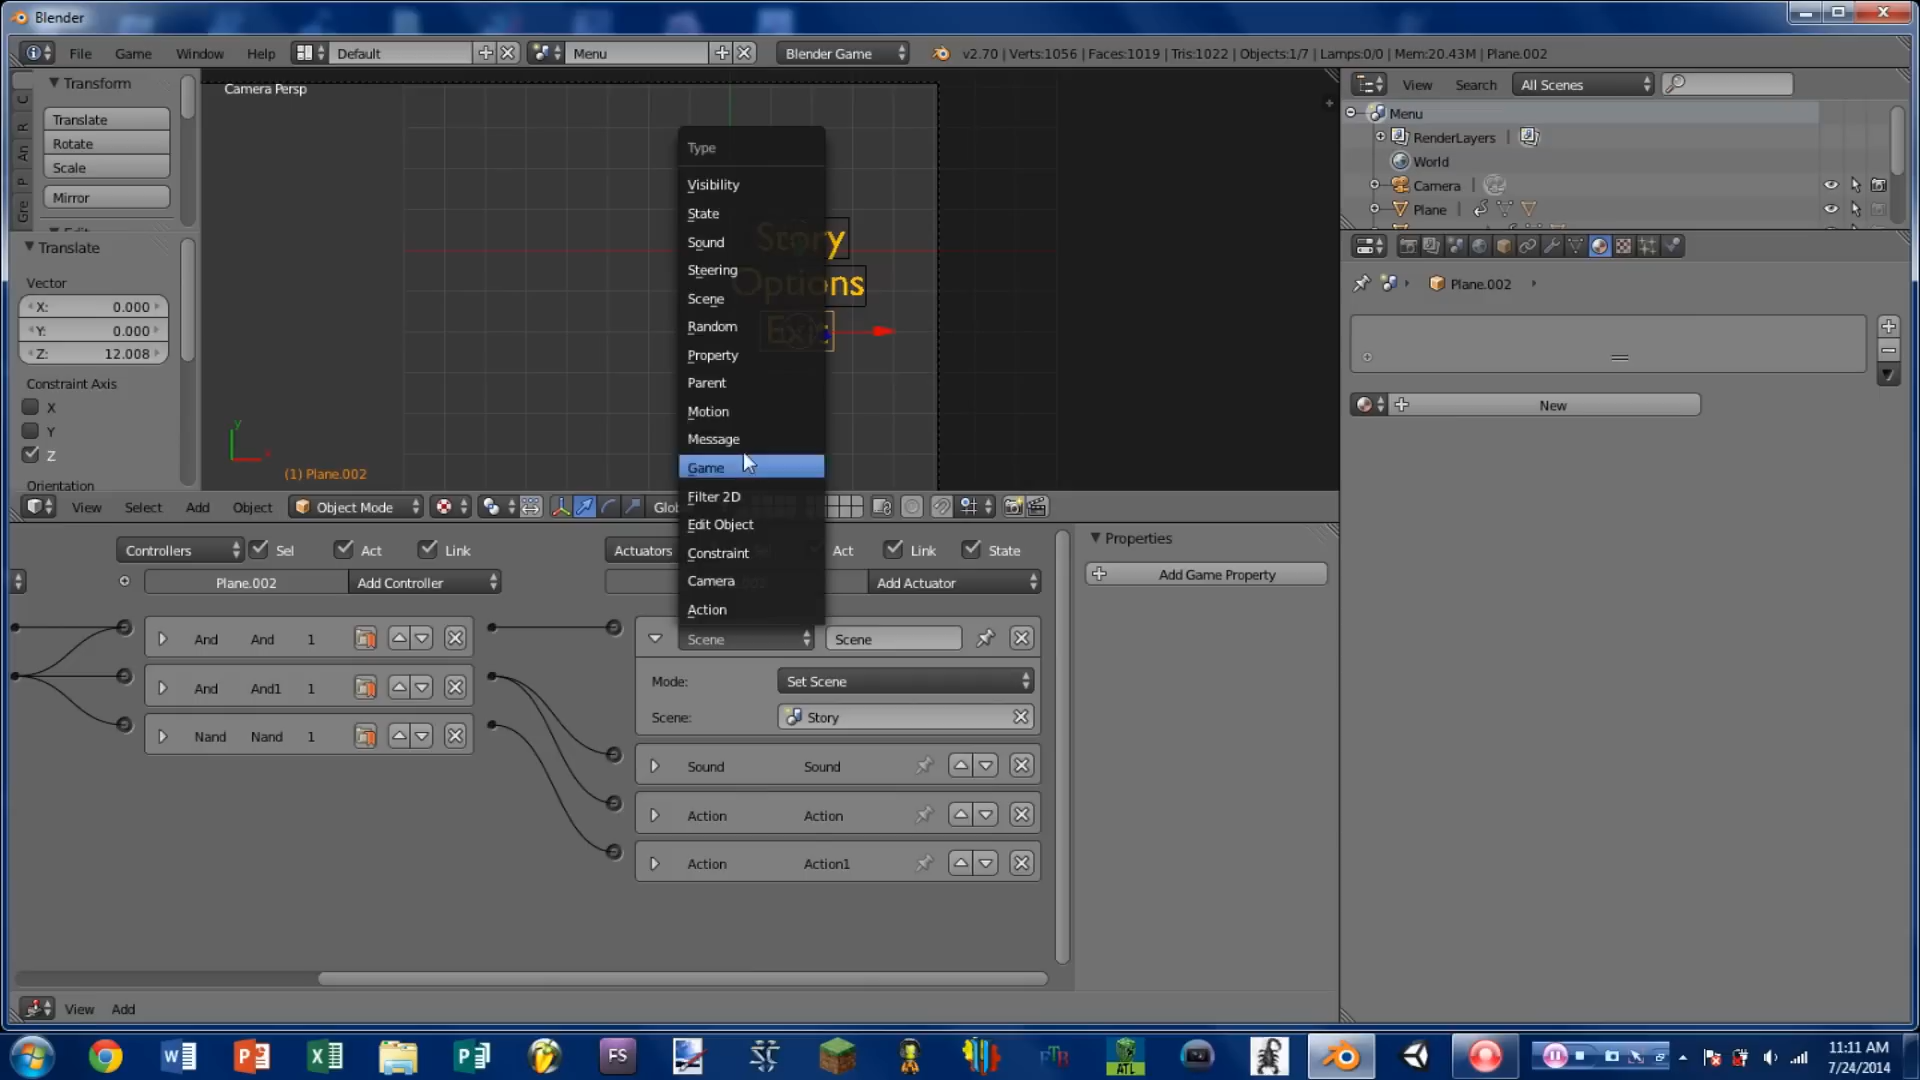 Blender
File Game Window Help Default Menu Blender Game v2.70 | Verts:1056 | Faces:1019 | Tris:1022 | Objects:1/7 | Lamps:0/0 | Mem:20.43M | Plane.002
Transform
Translate
Rotate
Scale
Mirror
C
R
An
P
Gre
Translate
Vector
X: 0.000
Y: 0.000
Z: 12.008
Constraint Axis
X
Y
Z
Orientation
Camera Persp
Story
Options
Exit
y
(1) Plane.002
Type
Visibility
State
Sound
Steering
Scene
Random
Property
Parent
Motion
Message
Game
Filter 2D
Edit Object
Constraint
Camera
Action
View Search All Scenes
Menu
RenderLayers |
World
Camera |
Plane |
Plane.002
New
View Select Add Object Object Mode
Controllers Sel Act Link
Plane.002 Add Controller
And And 1
And And1 1
Nand Nand 1
Actuators Act Link State
Add Actuator
Scene Scene
Mode: Set Scene
Scene: Story
Sound Sound
Action Action
Action Action1
Properties
Add Game Property
View Add
FS
ATL
11:11 AM
7/24/2014